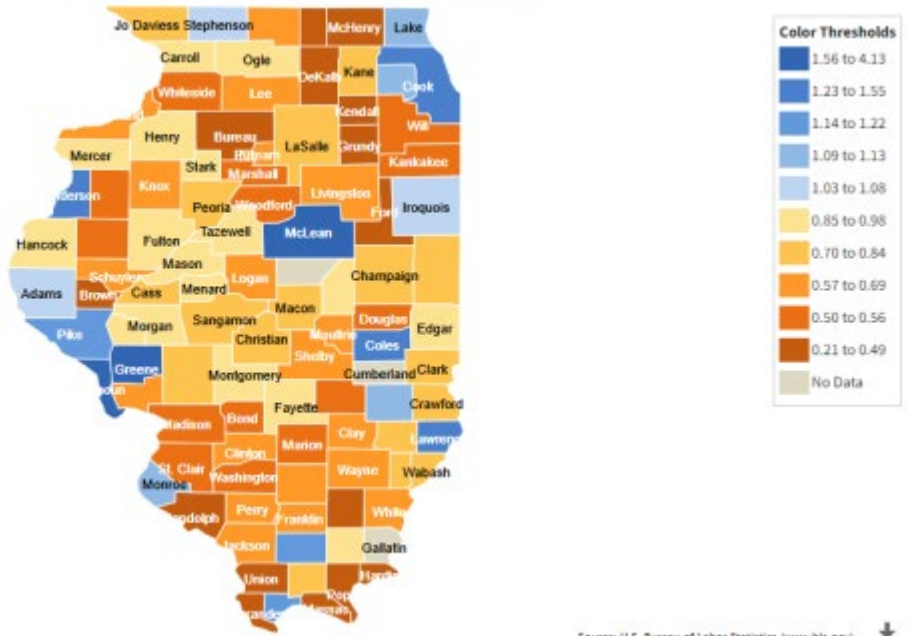 Jo Daviess Stephenson McHenry Lake
Carroll Ogle DeKalb Kane Cook
Whiteside Lee
Kendall Will
Henry Bureau LaSalle Grundy
Mercer Putnam Kankakee
Stark Marshall
Knox Livingston
Peoria Woodford Ford Iroquois
Hancock Fulton Tazewell McLean
Mason
Schuyler Logan Champaign
Adams Brown Cass Menard
Macon
Pike Morgan Sangamon Douglas Edgar
Christian Moultrie Coles
Greene Shelby
Montgomery Cumberland Clark
Fayette Crawford
Madison Bond
Clay Lawrenc
Clinton Marion
St. Clair Washington Wayne Wabash
Monroe
Randolph Perry Franklin White
Jackson Gallatin
Union Hardin
Color Thresholds
1.56 to 4.13
1.23 to 1.55
1.14 to 1.22
1.09 to 1.13
1.03 to 1.08
0.85 to 0.98
0.70 to 0.84
0.57 to 0.69
0.50 to 0.56
0.21 to 0.49
No Data